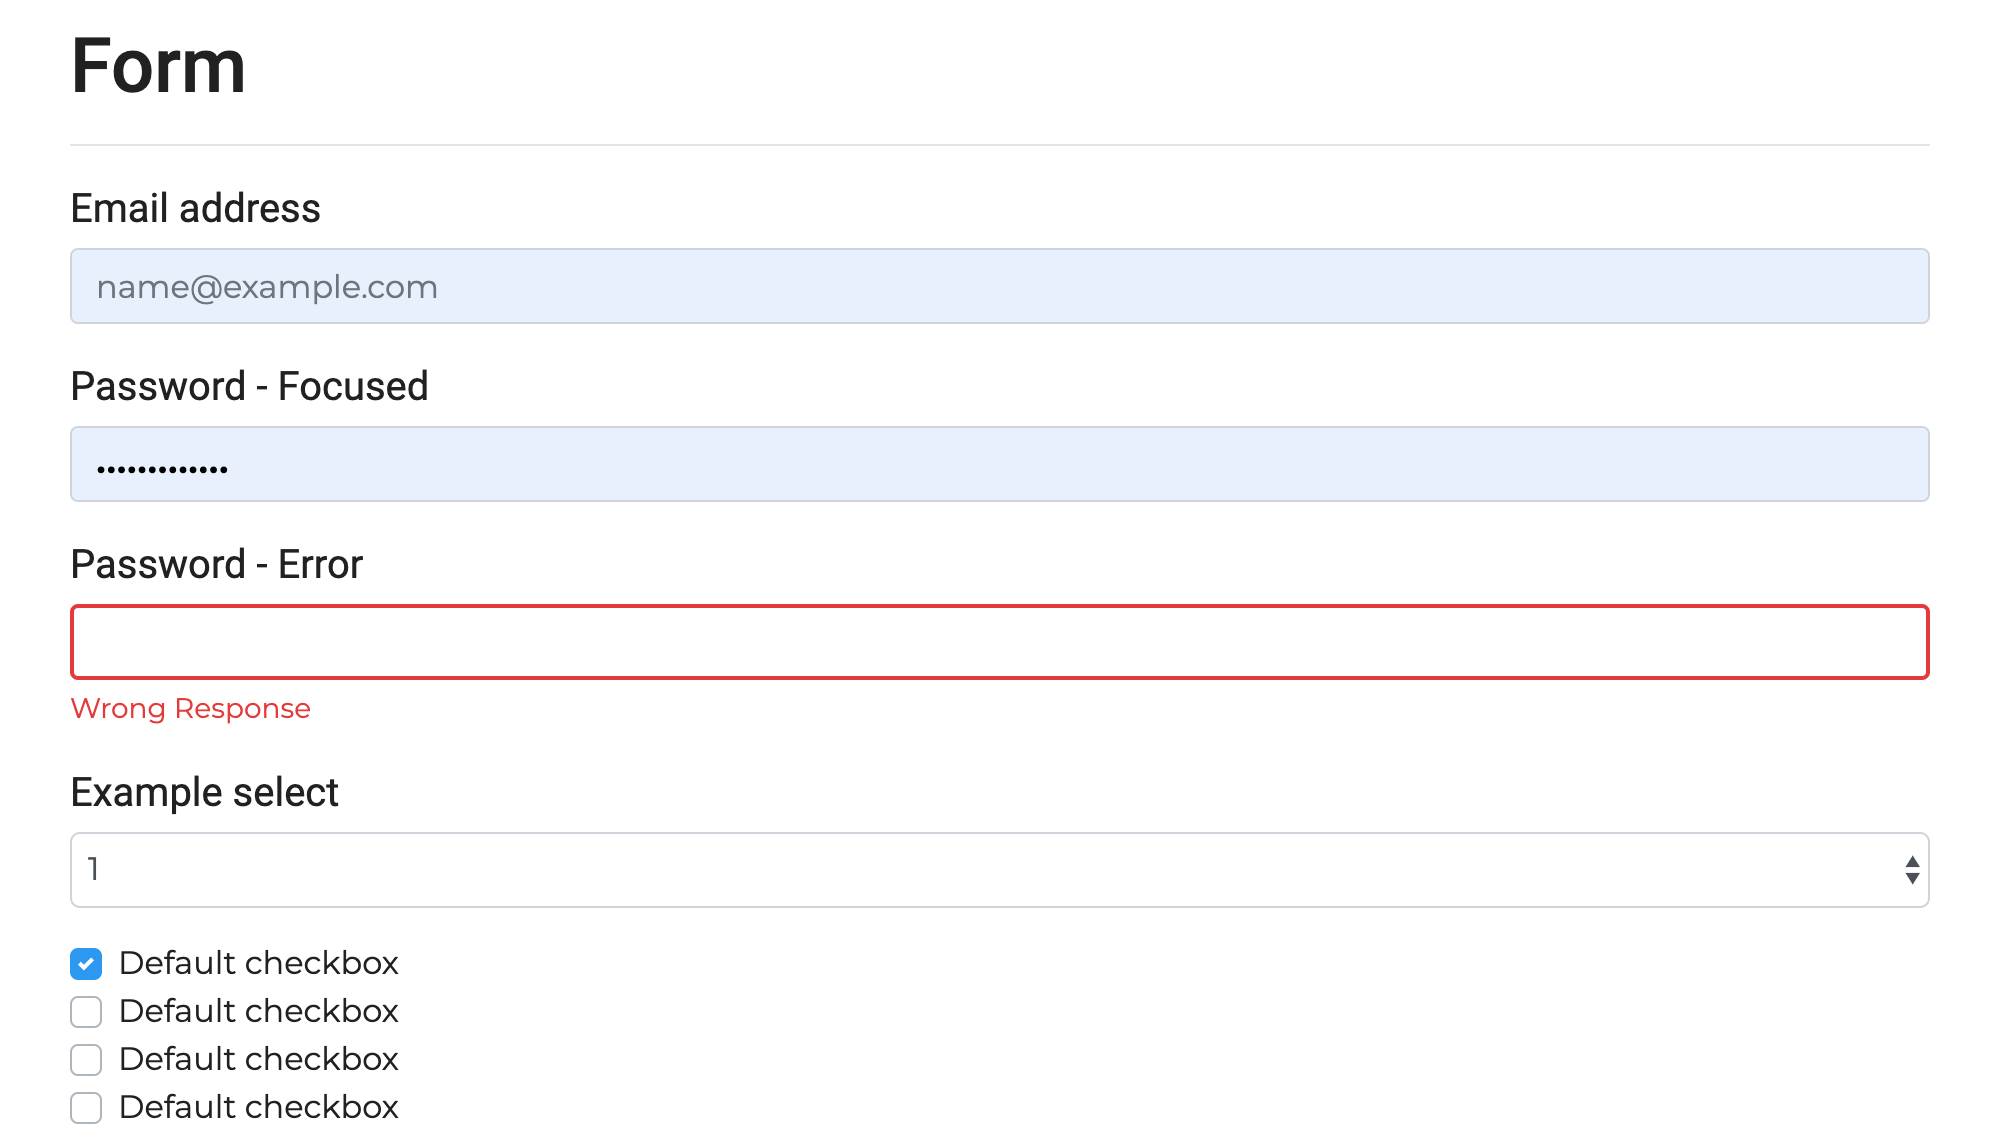 Form
Email address
name@example.com
Password - Focused
•••••••••••••
Password - Error
Wrong Response
Example select
1
Default checkbox
Default checkbox
Default checkbox
Default checkbox